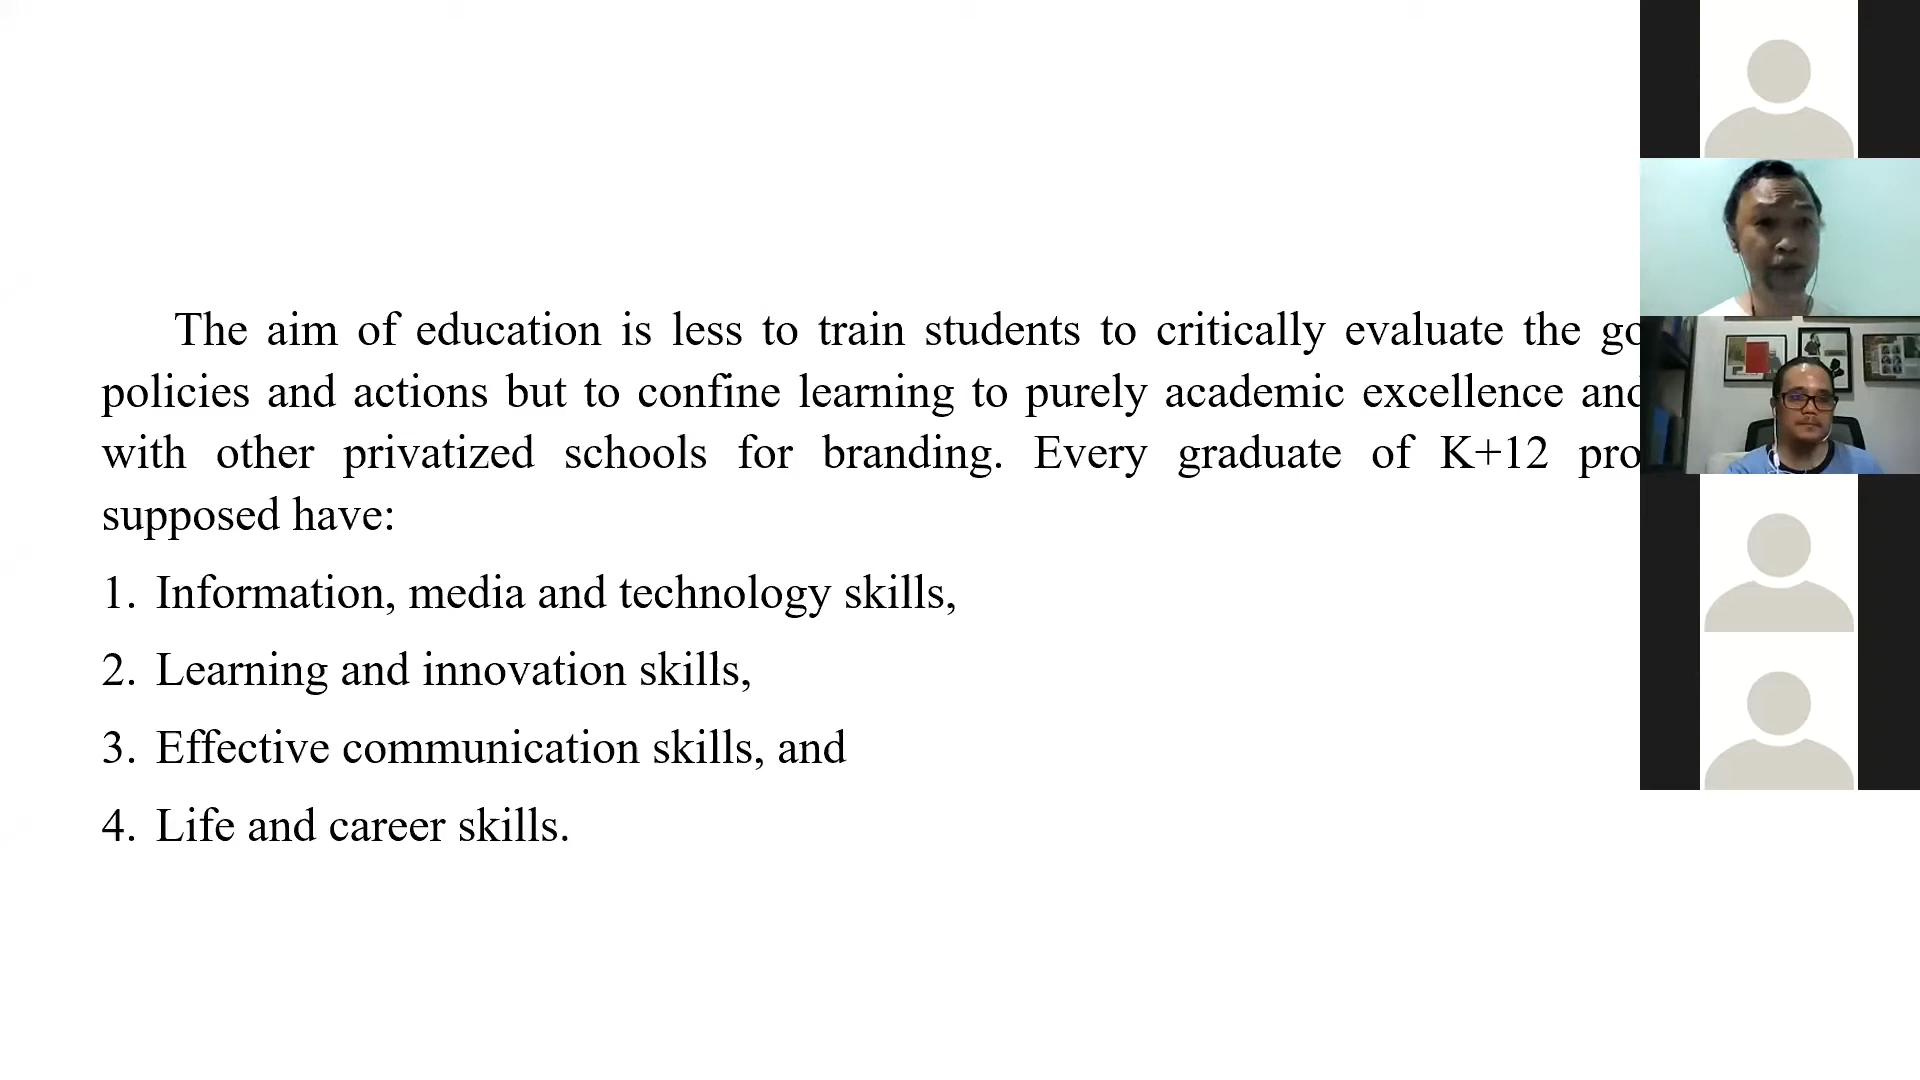 The aim of education is less to train students to critically evaluate the
policies and actions but to confine learning to purely academic excellence and
with other privatized schools for branding. Every graduate of K+12
supposed have:
1. Information, media and technology skills,
2. Learning and innovation skills,
3. Effective communication skills, and
4. Life and career skills.